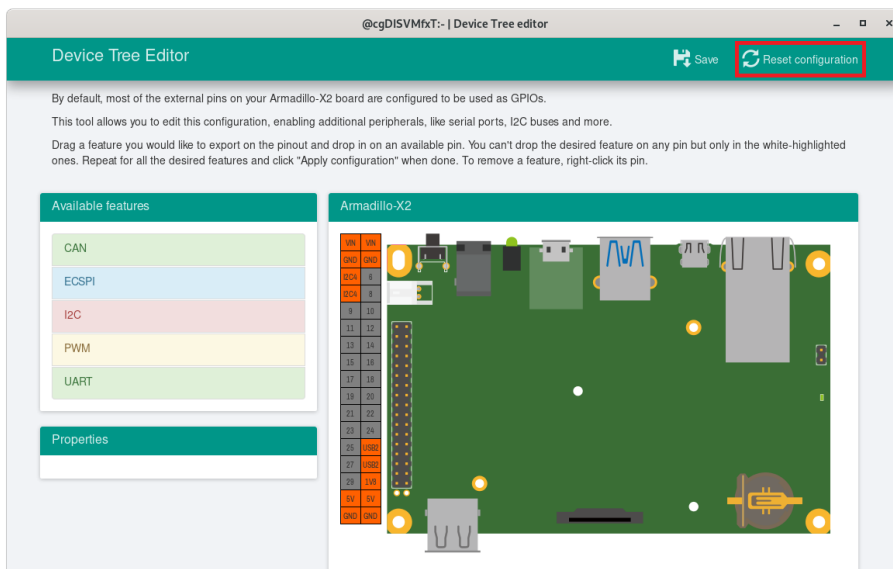 @cgDISVMfxT:~ | Device Tree editor
Device Tree Editor
Save
Reset configuration
By default, most of the external pins on your Armadillo-X2 board are configured to be used as GPIOs.
This tool allows you to edit this configuration, enabling additional peripherals, like serial ports, I2C buses and more.
Drag a feature you would like to export on the pinout and drop in on an available pin. You can't drop the desired feature on any pin but only in the white-highlighted
ones. Repeat for all the desired features and click "Apply configuration" when done. To remove a feature, right-click its pin.
Available features
CAN
ECSPI
I2C
PWM
UART
Properties
Armadillo-X2
VIN VIN
GND GND
I2C4 6
I2C4 8
9 10
11 12
13 14
15 16
17 18
19 20
21 22
23 24
25 USB2
27 USB2
29 1V8
5V 5V
GND GND